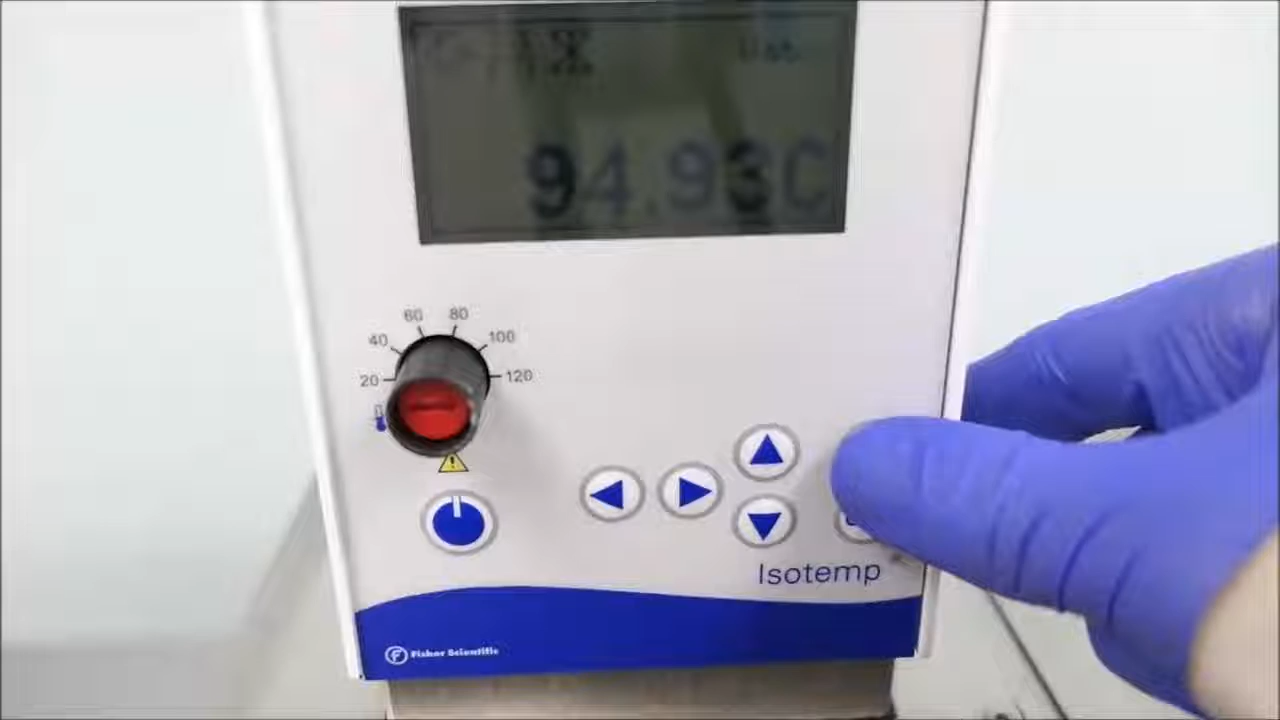 94.93C
60 80
40 100
20 120
Isotemp
Fisher Scientific